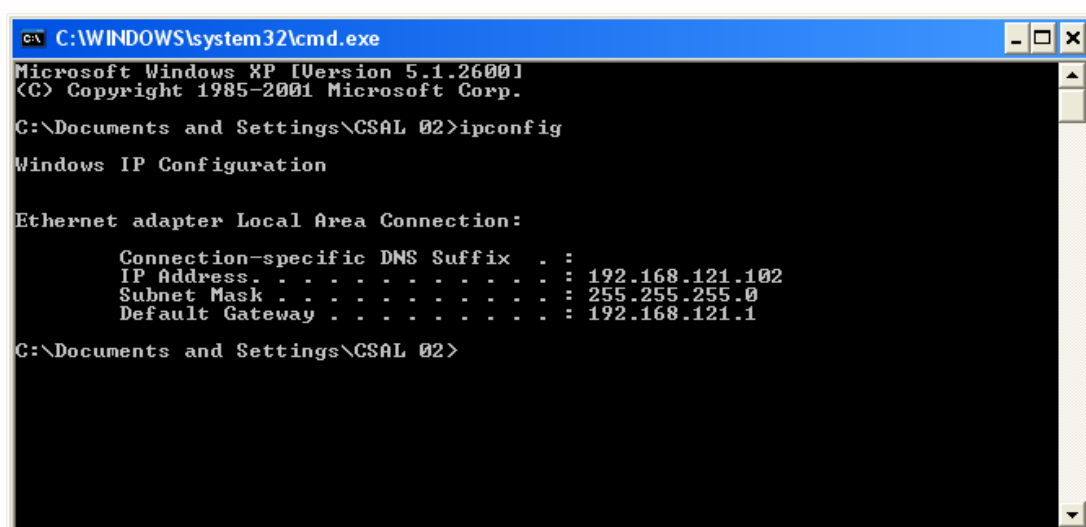 C:\WINDOWS\system32\cmd.exe
Microsoft Windows XP [Version 5.1.2600]
(C) Copyright 1985-2001 Microsoft Corp.
C:\Documents and Settings\CSAL 02>ipconfig
Windows IP Configuration
Ethernet adapter Local Area Connection:
Connection-specific DNS Suffix . :
IP Address. . . . . . . . . . . . : 192.168.121.102
Subnet Mask . . . . . . . . . . . : 255.255.255.0
Default Gateway . . . . . . . . . : 192.168.121.1
C:\Documents and Settings\CSAL 02>